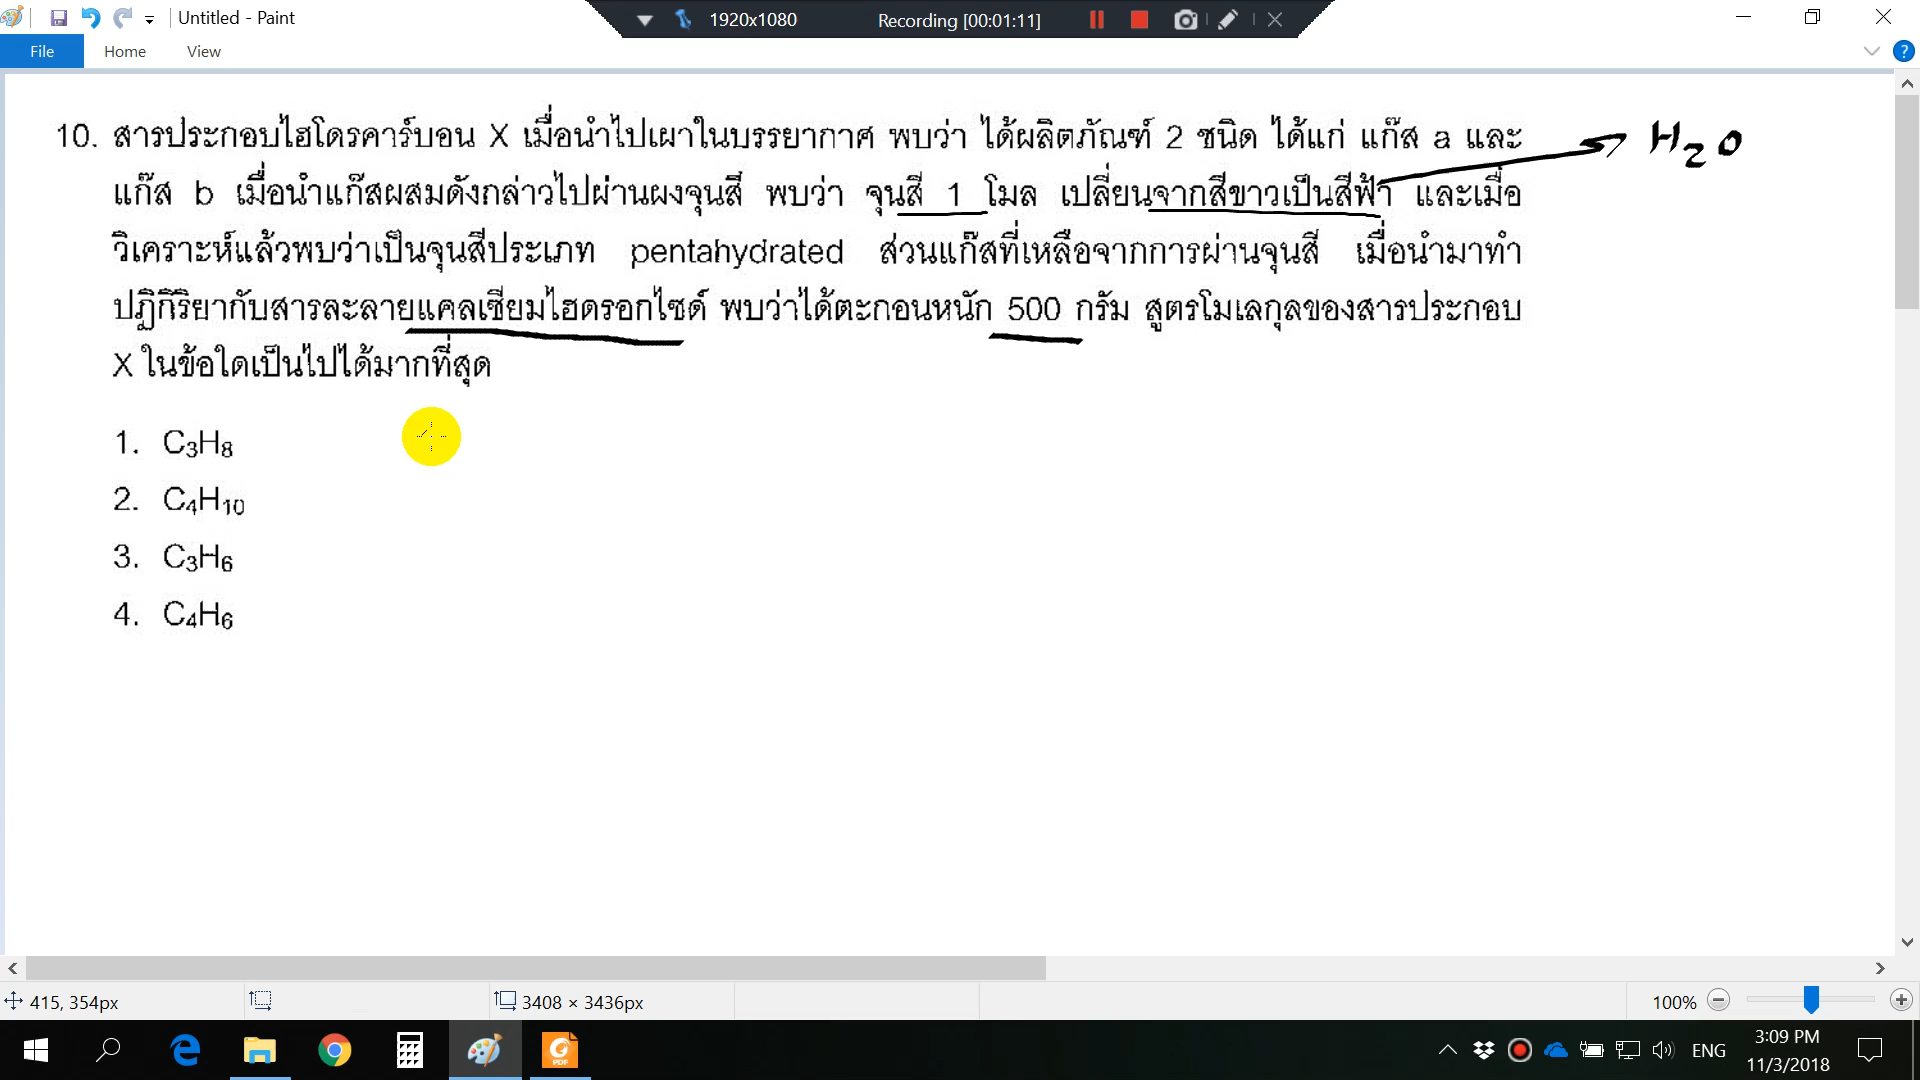 Untitled - Paint
1920x1080
Recording [00:01:11]
File
Home
View
10. สารประกอบไฮโดรคาร์บอน X เมื่อนำไปเผาในบรรยากาศ พบว่า ได้ผลิตภัณฑ์ 2 ชนิด ได้แก่ แก๊ส a และ
H2O
แก๊ส b เมื่อนำแก๊สผสมดังกล่าวไปผ่านผงจุนสี พบว่า จุนสี 1 โมล เปลี่ยนจากสีขาวเป็นสีฟ้า และเมื่อ
วิเคราะห์แล้วพบว่าเป็นจุนสีประเภท pentahydrated ส่วนแก๊สที่เหลือจากการผ่านจุนสี เมื่อนำมาทำ
ปฏิกิริยากับสารละลายแคลเซียมไฮดรอกไซด์ พบว่าได้ตะกอนหนัก 500 กรัม สูตรโมเลกุลของสารประกอบ
X ในข้อใดเป็นไปได้มากที่สุด
1. C3H8
2. C4H10
3. C3H6
4. C4H6
415, 354px
3408 × 3436px
100%
PDF
ENG
3:09 PM
11/3/2018